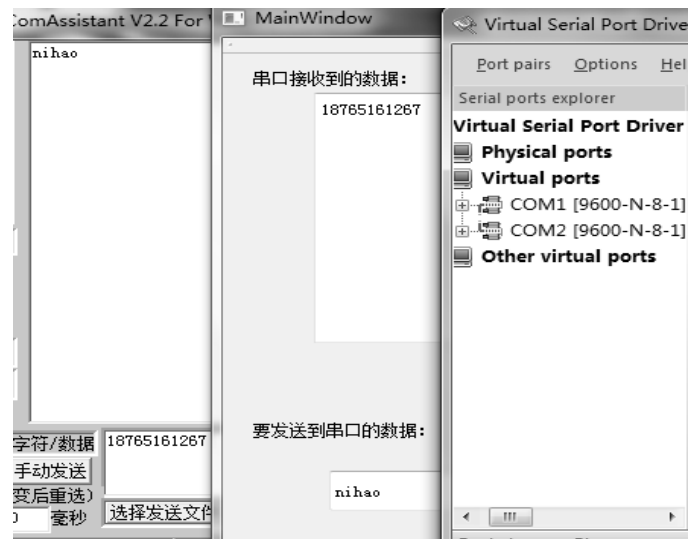 ComAssistant V2.2 For
nihao
字符/数据
18765161267
手动发送
变后重选)
毫秒
选择发送文件
MainWindow
串口接收到的数据:
18765161267
要发送到串口的数据:
nihao
Virtual Serial Port Drive
Port pairs Options Hel
Serial ports explorer
Virtual Serial Port Driver
Physical ports
Virtual ports
COM1 [9600-N-8-1]
COM2 [9600-N-8-1]
Other virtual ports